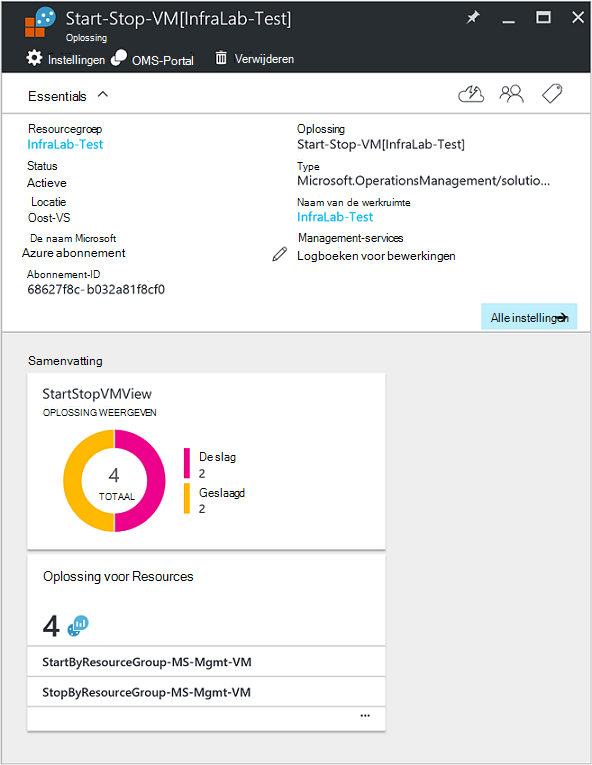 Start-Stop-VM[InfraLab-Test]
Oplossing
Instellingen OMS-Portal Verwijderen
Essentials
Resourcegroep
InfraLab-Test
Status
Actieve
Locatie
Oost-VS
De naam Microsoft
Azure abonnement
Abonnement-ID
68627f8c-b032a81f8cf0
Oplossing
Start-Stop-VM[InfraLab-Test]
Type
Microsoft.OperationsManagement/solutio...
Naam van de werkruimte
InfraLab-Test
Management-services
Logboeken voor bewerkingen
Alle instellingen
Samenvatting
StartStopVMView
OPLOSSING WEERGEVEN
4
TOTAAL
De slag
2
Geslaagd
2
Oplossing voor Resources
4
StartByResourceGroup-MS-Mgmt-VM
StopByResourceGroup-MS-Mgmt-VM
...